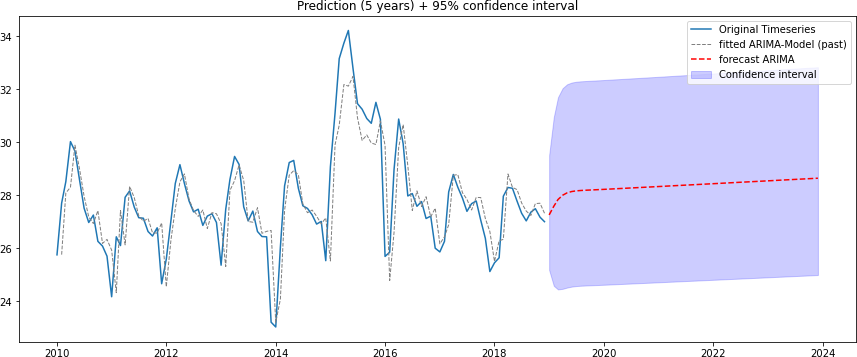 Prediction (5 years) + 95% confidence interval
Original Timeseries
fitted ARIMA-Model (past)
forecast ARIMA
Confidence interval
34
32
30
28
26
24
2010 2012 2014 2016 2018 2020 2022 2024